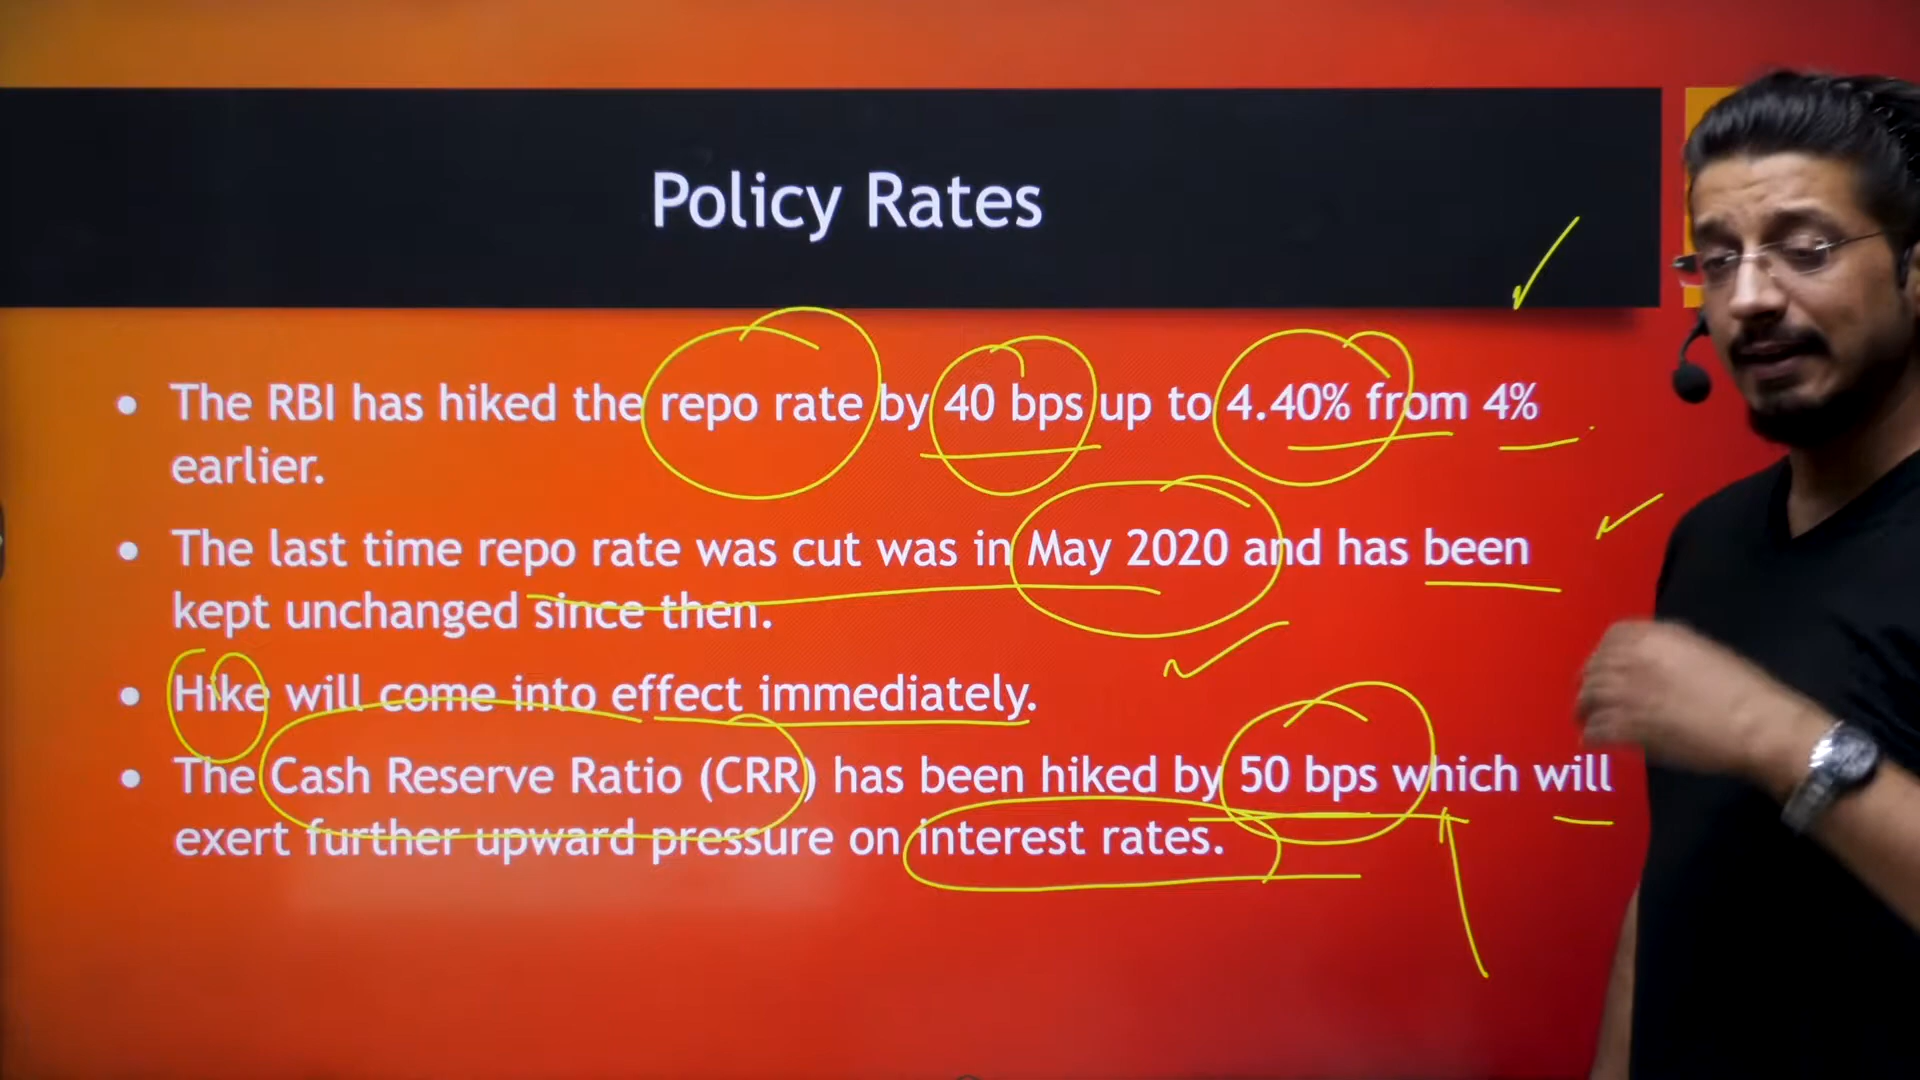 Policy Rates
The RBI has hiked the repo rate by 40 bps up to 4.40% from 4%
earlier.
The last time repo rate was cut was in May 2020 and has been
kept unchanged since then.
Hike will come into effect immediately.
The Cash Reserve Ratio (CRR) has been hiked by 50 bps which will
exert further upward pressure on interest rates.